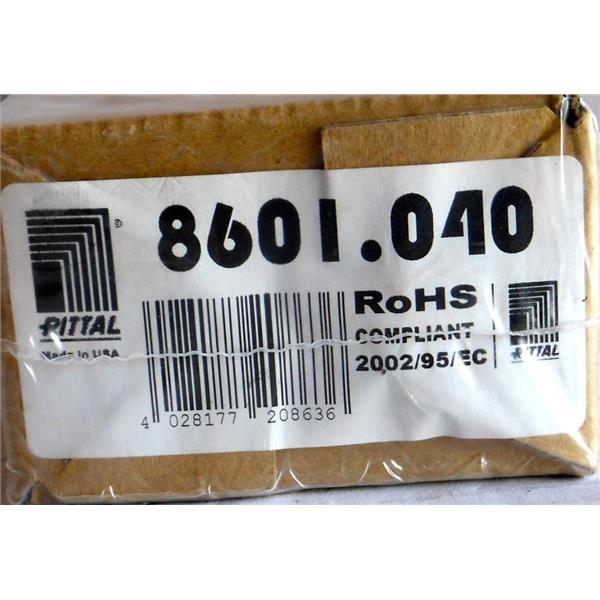 8601.040
®
RITTAL
Made in USA
4 028177 208636
RoHS
COMPLIANT
2002/95/EC
RITTAL